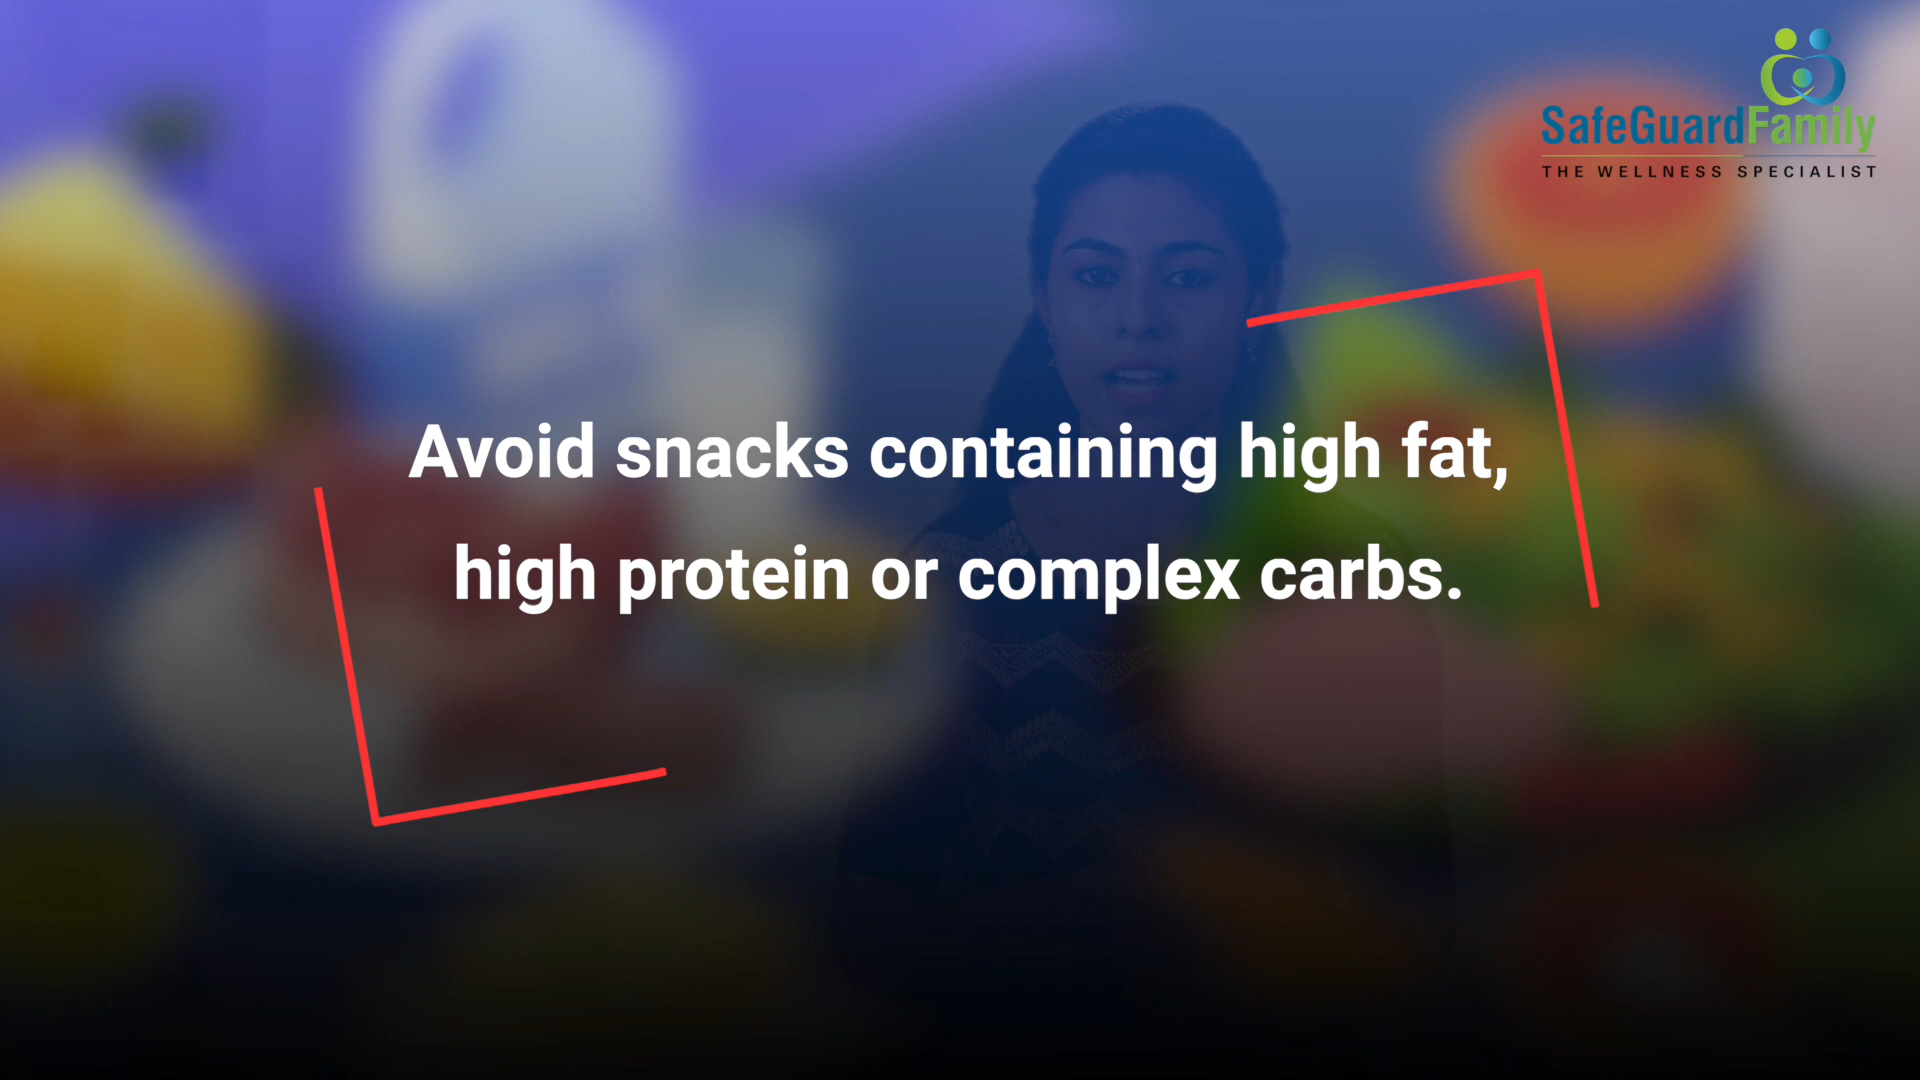 SafeGuardFamily
THE WELLNESS SPECIALIST
Avoid snacks containing high fat,
high protein or complex carbs.